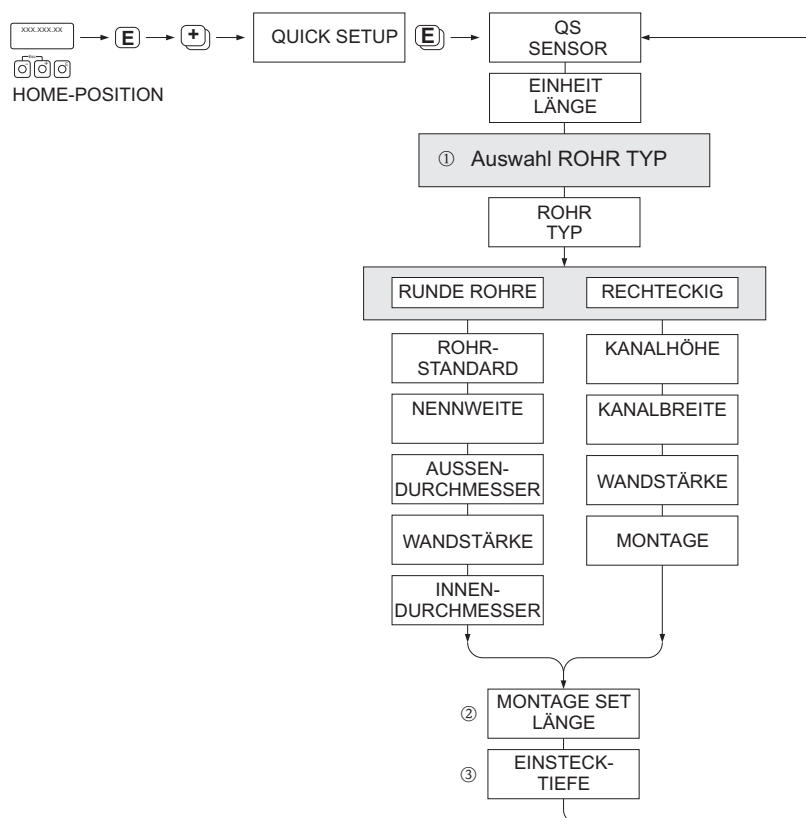 XXX.XXX.XX
Esc
E
+
QUICK SETUP
E
QS
SENSOR
HOME-POSITION
EINHEIT
LÄNGE
① Auswahl ROHR TYP
ROHR
TYP
RUNDE ROHRE
RECHTECKIG
ROHR-
STANDARD
NENNWEITE
AUSSEN-
DURCHMESSER
WANDSTÄRKE
INNEN-
DURCHMESSER
KANALHÖHE
KANALBREITE
WANDSTÄRKE
MONTAGE
② MONTAGE SET
LÄNGE
③ EINSTECK-
TIEFE